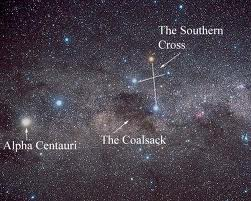 The Southern
Cross
The Coalsack
Alpha Centauri